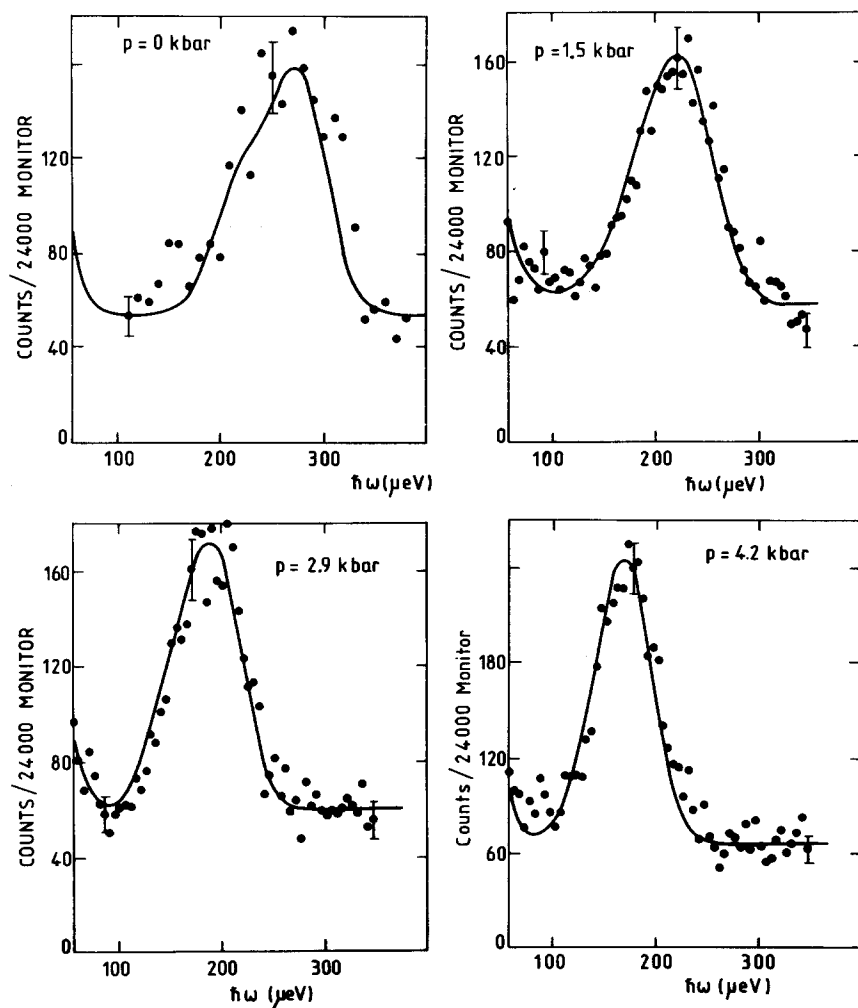 p = 0 kbar
COUNTS / 24000 MONITOR
120
80
40
0
100
200
300
ħω (μeV)
p = 1.5 kbar
COUNTS / 24000 MONITOR
160
120
80
40
0
100
200
300
ħω (μeV)
p = 2.9 kbar
COUNTS / 24000 MONITOR
160
120
80
40
0
100
200
300
ħω (μeV)
p = 4.2 kbar
Counts / 24000 Monitor
180
120
60
0
100
200
300
ħω (μeV)